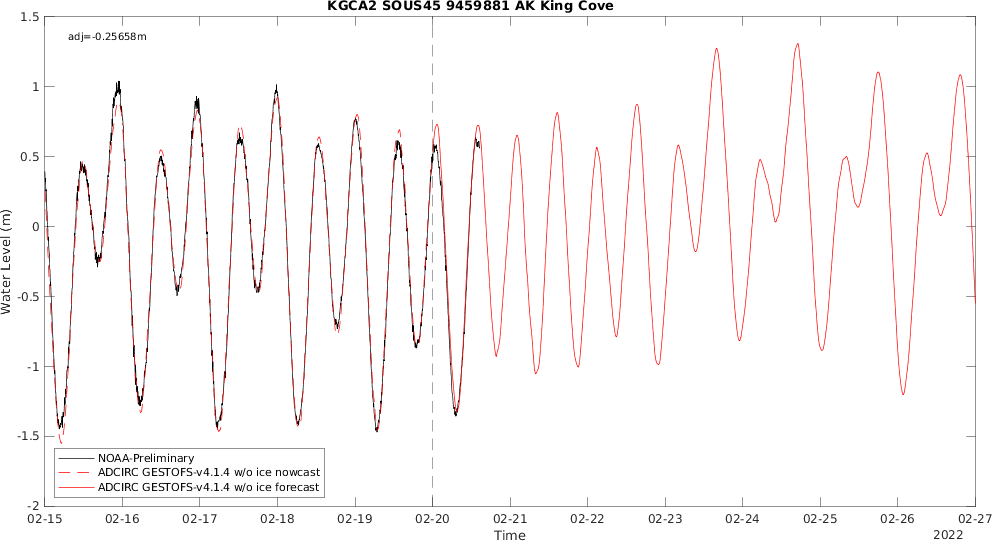 KGCA2 SOUS45 9459881 AK King Cove
adj=-0.25658m
Water Level (m)
1.5
1
0.5
0
-0.5
-1
-1.5
-2
NOAA-Preliminary
ADCIRC GESTOFS-v4.1.4 w/o ice nowcast
ADCIRC GESTOFS-v4.1.4 w/o ice forecast
02-15 02-16 02-17 02-18 02-19 02-20 02-21 02-22 02-23 02-24 02-25 02-26 02-27
Time
2022